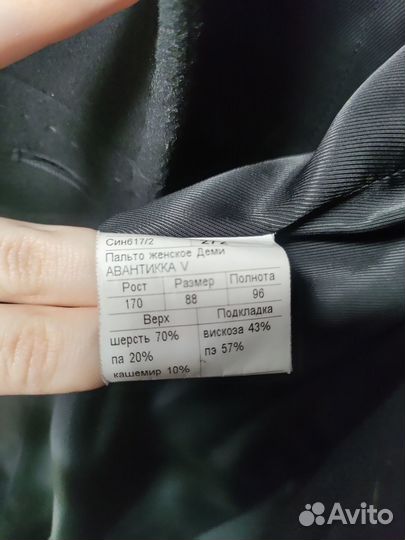 Син617/2
Пальто женское Деми
АВАНТИККА V
Рост Размер Полнота
170 88 96
Верх Подкладка
шерсть 70% вискоза 43%
па 20% пэ 57%
кашемир 10%
Avito